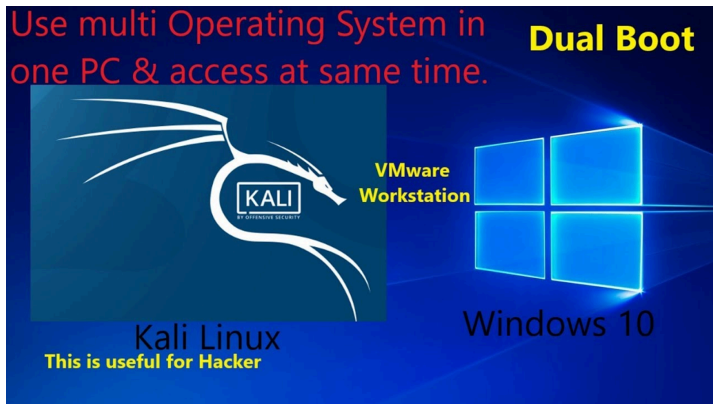 Use multi Operating System in
one PC & access at same time.
Dual Boot
VMware
Workstation
KALI
BY OFFENSIVE SECURITY
Kali Linux
Windows 10
This is useful for Hacker